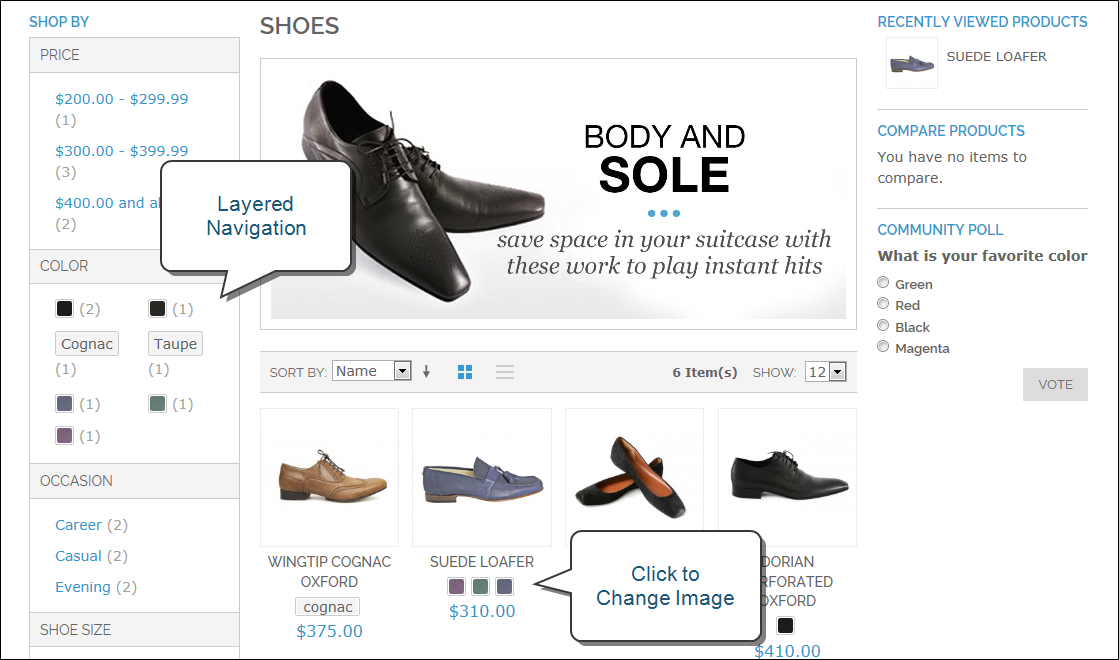 SHOP BY
PRICE
$200.00 - $299.99
(1)
$300.00 - $399.99
(3)
$400.00 and
(2)
Layered
Navigation
COLOR
(2) (1)
Cognac Taupe
(1) (1)
(1) (1)
(1)
OCCASION
Career (2)
Casual (2)
Evening (2)
SHOE SIZE
SHOES
BODY AND
SOLE
save space in your suitcase with
these work to play instant hits
SORT BY: Name 6 Item(s) SHOW: 12
WINGTIP COGNAC
OXFORD
cognac
$375.00
SUEDE LOAFER
$310.00
Click to
Change Image
DORIAN
RFORATED
OXFORD
$410.00
RECENTLY VIEWED PRODUCTS
SUEDE LOAFER
COMPARE PRODUCTS
You have no items to
compare.
COMMUNITY POLL
What is your favorite color
Green
Red
Black
Magenta
VOTE